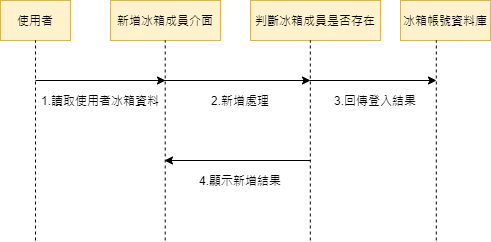 使用者
新增冰箱成員介面
判斷冰箱成員是否存在
冰箱帳號資料庫
1.讀取使用者冰箱資料
2.新增處理
3.回傳登入結果
4.顯示新增結果